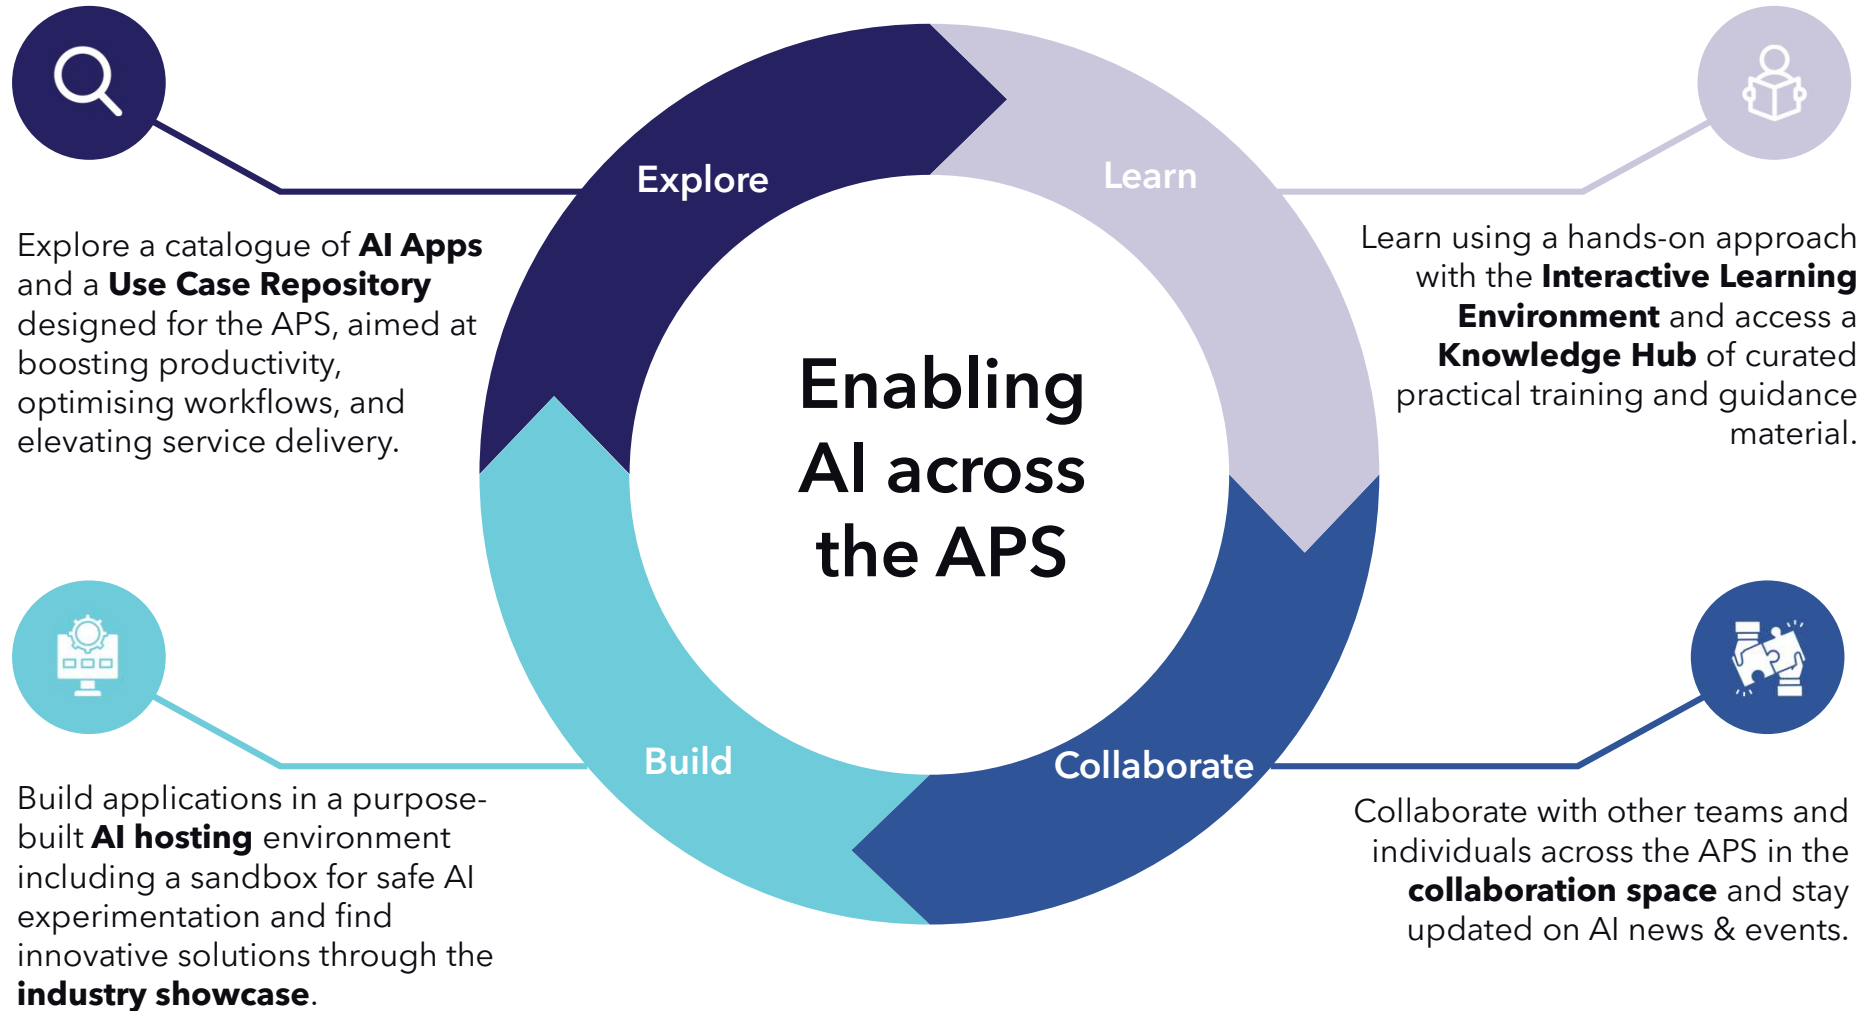 Explore
Learn
Explore a catalogue of AI Apps
and a Use Case Repository
designed for the APS, aimed at
boosting productivity,
optimising workflows, and
elevating service delivery.
Learn using a hands-on approach
with the Interactive Learning
Environment and access a
Knowledge Hub of curated
practical training and guidance
material.
Enabling
AI across
the APS
Build
Collaborate
Build applications in a purpose-
built AI hosting environment
including a sandbox for safe AI
experimentation and find
innovative solutions through the
industry showcase.
Collaborate with other teams and
individuals across the APS in the
collaboration space and stay
updated on AI news & events.